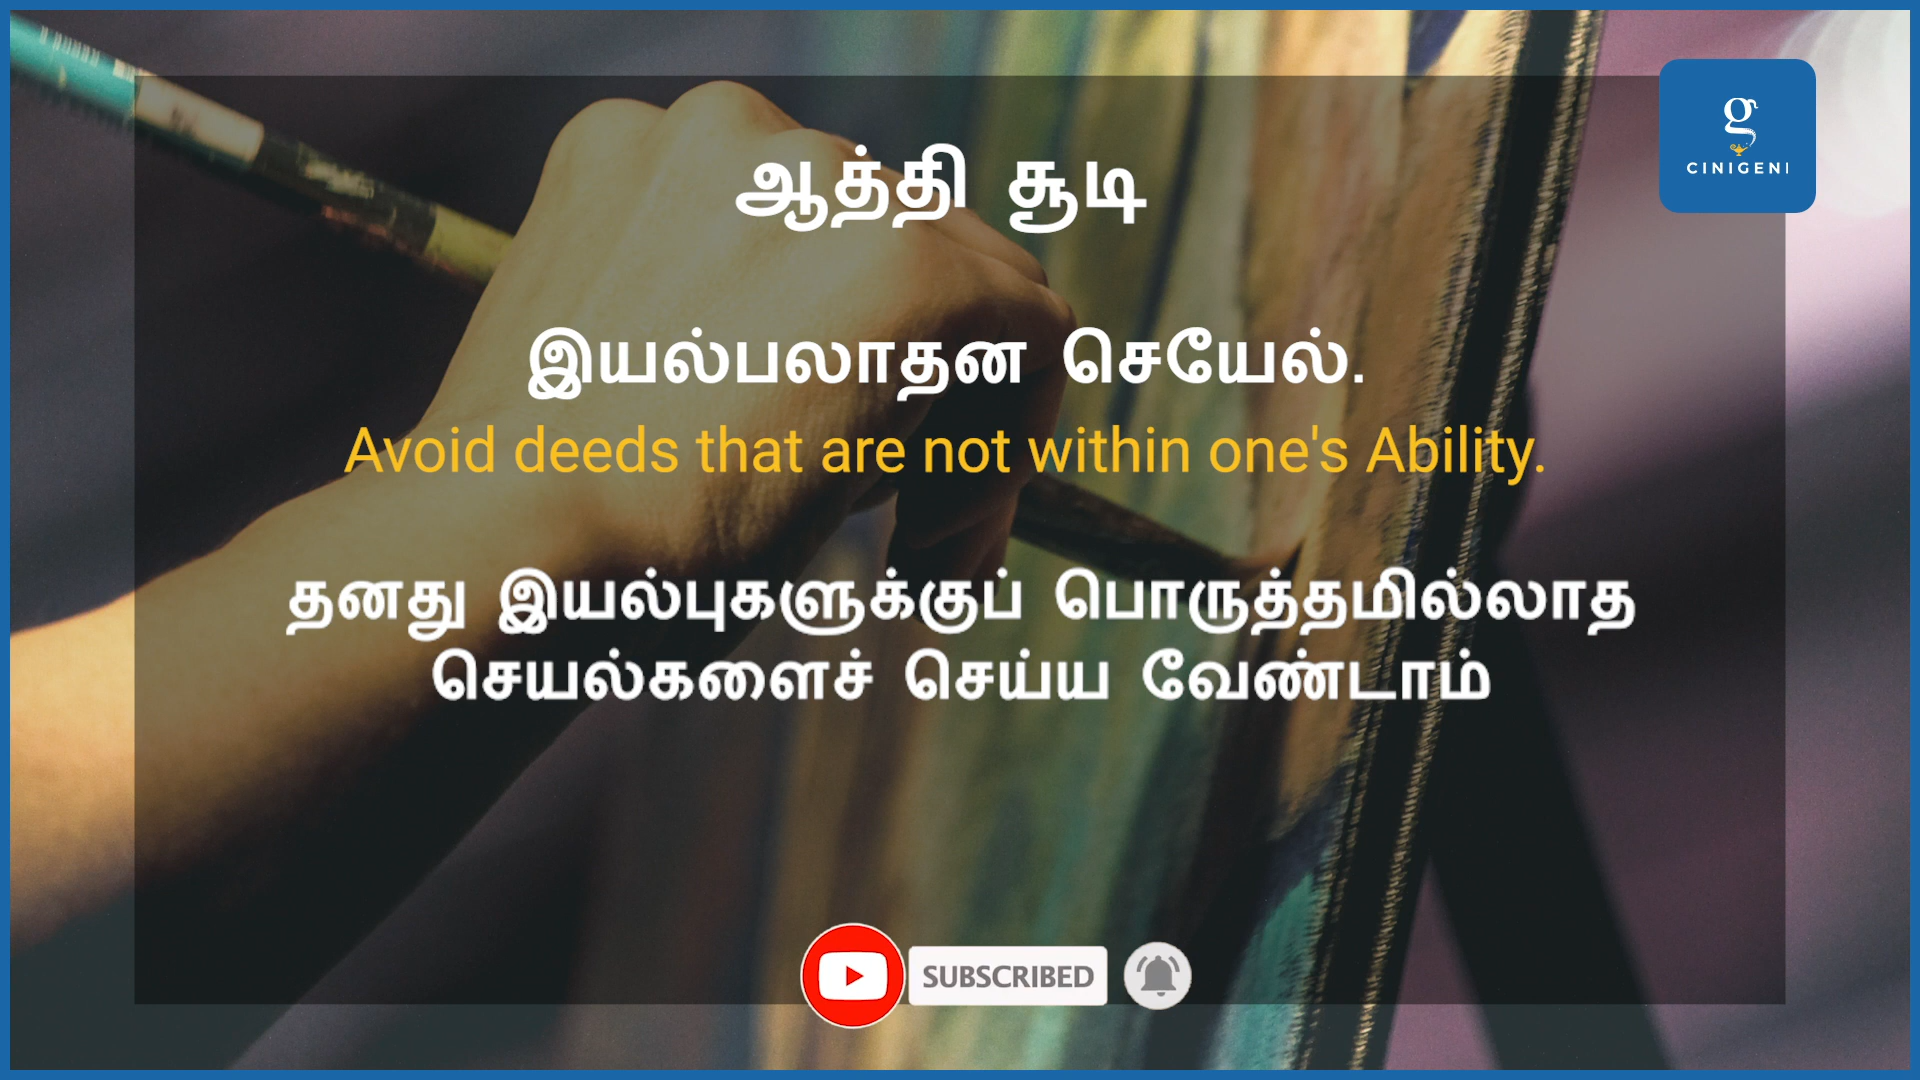 g
CINIGENI
ஆத்தி சூடி
இயல்பலாதன செயேல்.
Avoid deeds that are not within one's Ability.
தனது இயல்புகளுக்குப் பொருத்தமில்லாத
செயல்களைச் செய்ய வேண்டாம்
SUBSCRIBED